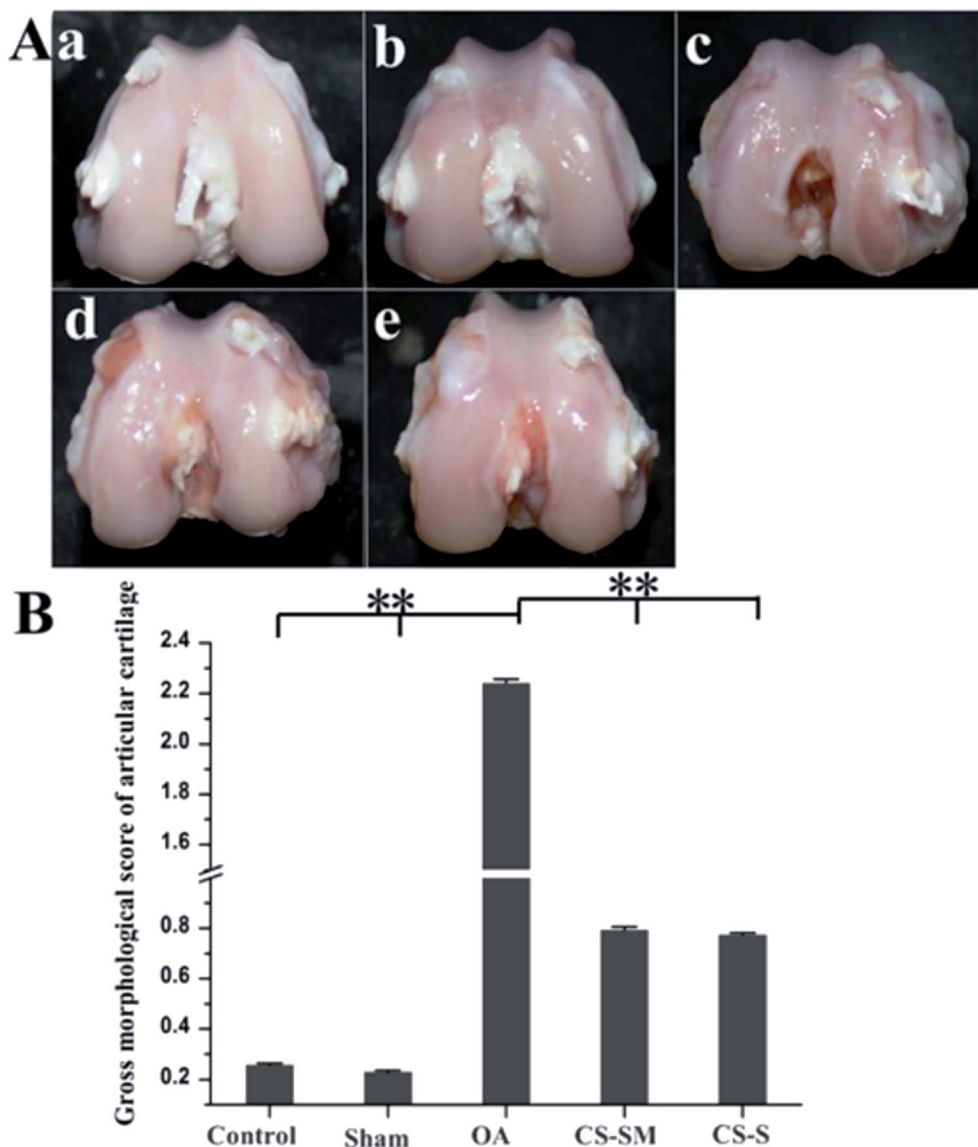 A a b c
d e
B
** **
Gross morphological score of articular cartilage
2.4
2.2
2.0
1.8
1.6
0.8
0.6
0.4
0.2
Control Sham OA CS-SM CS-S